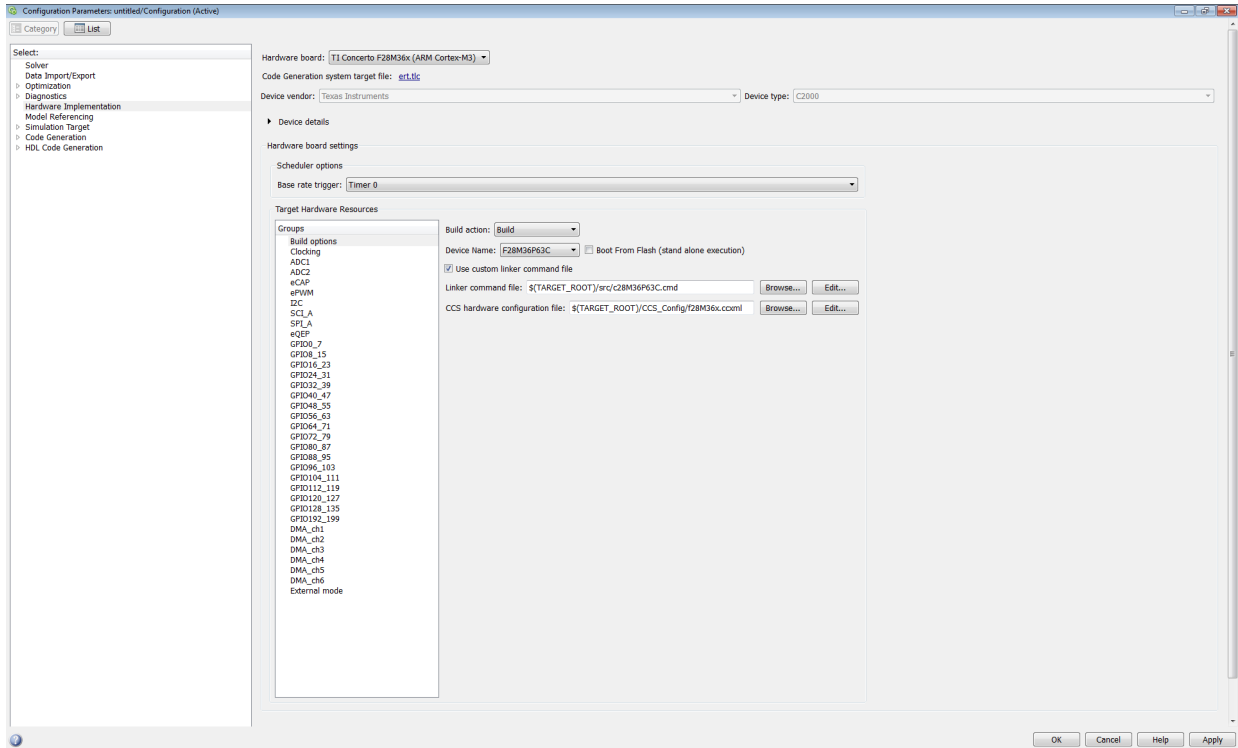 Configuration Parameters: untitled/Configuration (Active)
Category List
Select:
Solver
Data Import/Export
Optimization
Diagnostics
Hardware Implementation
Model Referencing
Simulation Target
Code Generation
HDL Code Generation
Hardware board: TI Concerto F28M36x (ARM Cortex-M3)
Code Generation system target file: ert.tlc
Device vendor: Texas Instruments Device type: C2000
Device details
Hardware board settings
Scheduler options
Base rate trigger: Timer 0
Target Hardware Resources
Groups
Build options
Clocking
ADC1
ADC2
eCAP
ePWM
I2C
SCI_A
SPI_A
eQEP
GPIO0_7
GPIO8_15
GPIO16_23
GPIO24_31
GPIO32_39
GPIO40_47
GPIO48_55
GPIO56_63
GPIO64_71
GPIO72_79
GPIO80_87
GPIO88_95
GPIO96_103
GPIO104_111
GPIO112_119
GPIO120_127
GPIO128_135
GPIO192_199
DMA_ch1
DMA_ch2
DMA_ch3
DMA_ch4
DMA_ch5
DMA_ch6
External mode
Build action: Build
Device Name: F28M36P63C Boot From Flash (stand alone execution)
Use custom linker command file
Linker command file: $(TARGET_ROOT)/src/c28M36P63C.cmd Browse... Edit...
CCS hardware configuration file: $(TARGET_ROOT)/CCS_Config/f28M36x.ccxml Browse... Edit...
OK Cancel Help Apply